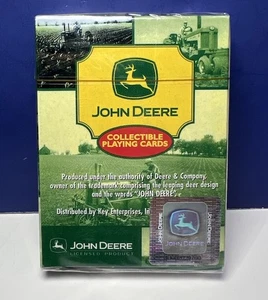 JOHN DEERE
COLLECTIBLE
PLAYING CARDS
Produced under the authority of Deere & Company,
owner of the trademark comprising the leaping deer design
and the words "JOHN DEERE".
Distributed by Key Enterprises, In
JOHN DEERE
LICENSED PRODUCT